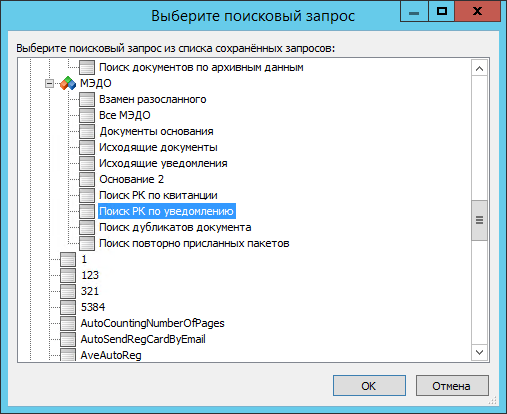 Выберите поисковый запрос
Выберите поисковый запрос из списка сохранённых запросов:
Поиск документов по архивным данным
МЭДО
Взамен разосланного
Все МЭДО
Документы основания
Исходящие документы
Исходящие уведомления
Основание 2
Поиск РК по квитанции
Поиск РК по уведомлению
Поиск дубликатов документа
Поиск повторно присланных пакетов
1
123
321
5384
AutoCountingNumberOfPages
AutoSendRegCardByEmail
AveAutoReg
OK
Отмена